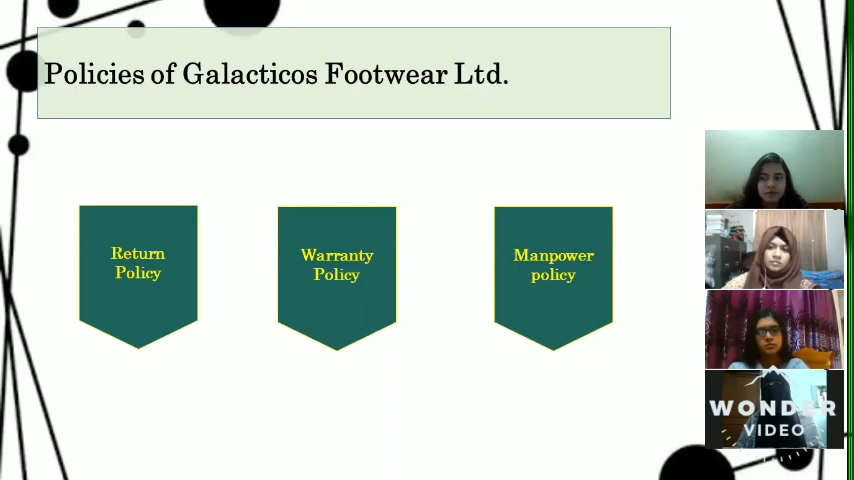 Policies of Galacticos Footwear Ltd.
Return
Policy
Warranty
Policy
Manpower
policy
WONDER
VIDEO